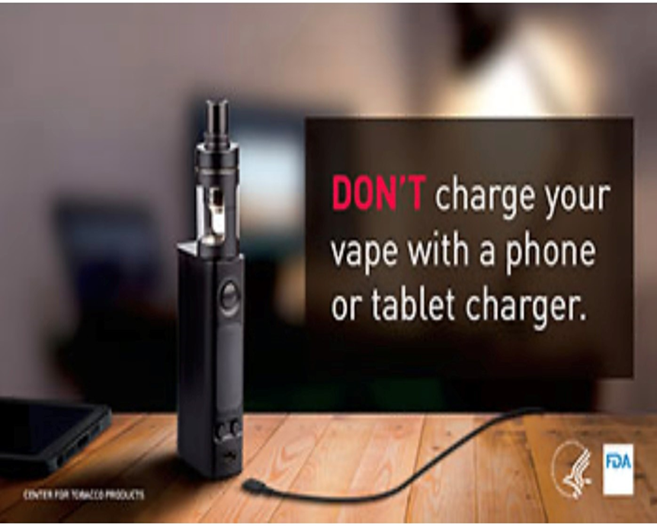 DON'T charge your
vape with a phone
or tablet charger.
CENTER FOR TOBACCO PRODUCTS
FDA